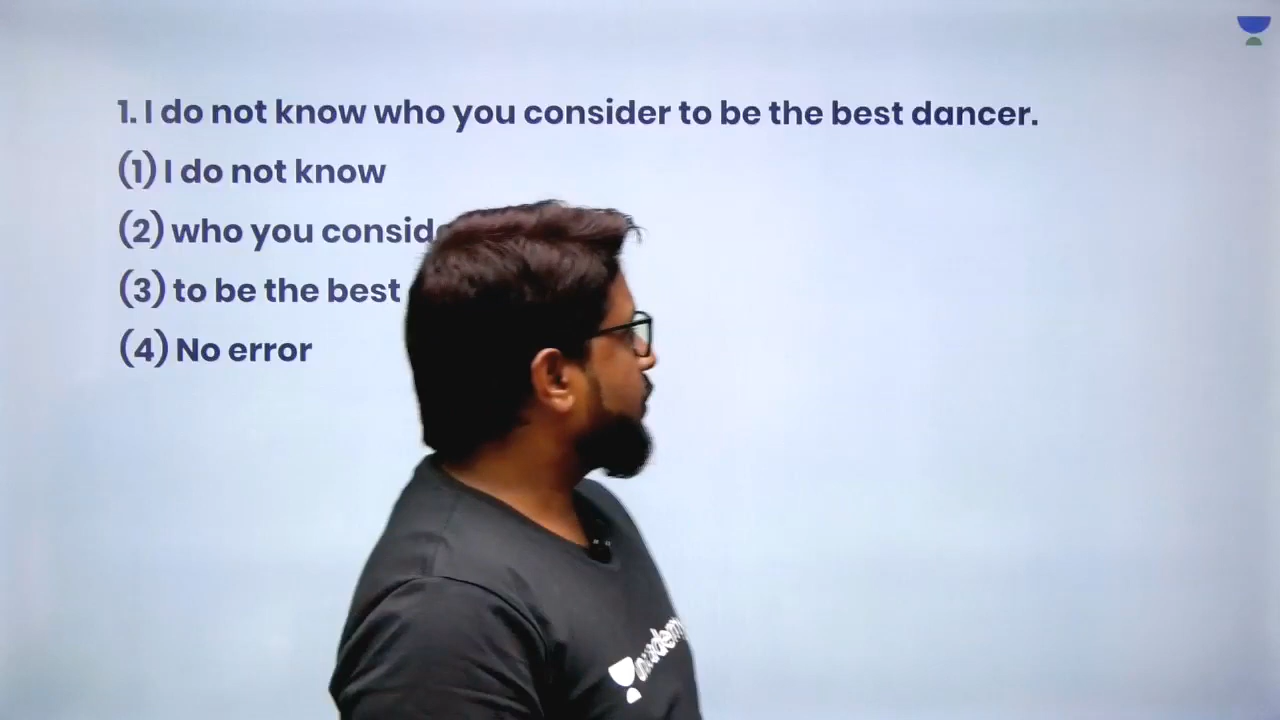 1. I do not know who you consider to be the best dancer.
(1) I do not know
(2) who you consid
(3) to be the best
(4) No error
unacademy